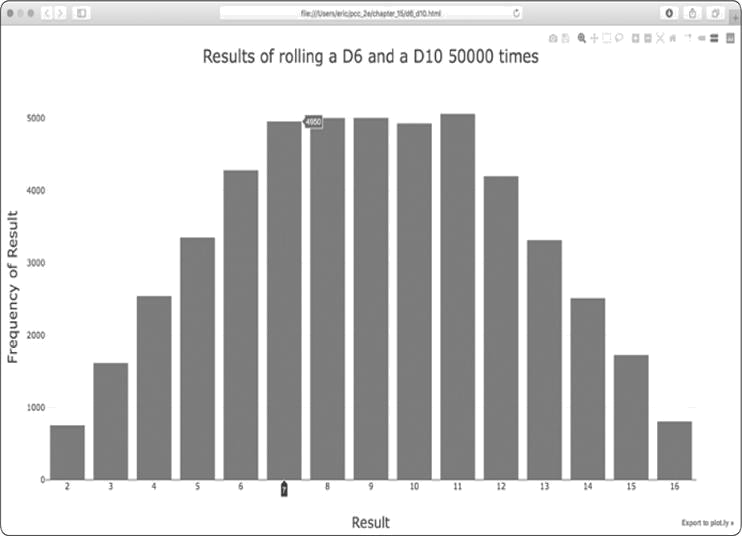 file:///Users/eric/pcc_2e/chapter_15/d6_d10.html
Results of rolling a D6 and a D10 50000 times
Frequency of Result
5000
4000
3000
2000
1000
0
4950
2 3 4 5 6 7 8 9 10 11 12 13 14 15 16
Result
Export to plot.ly »